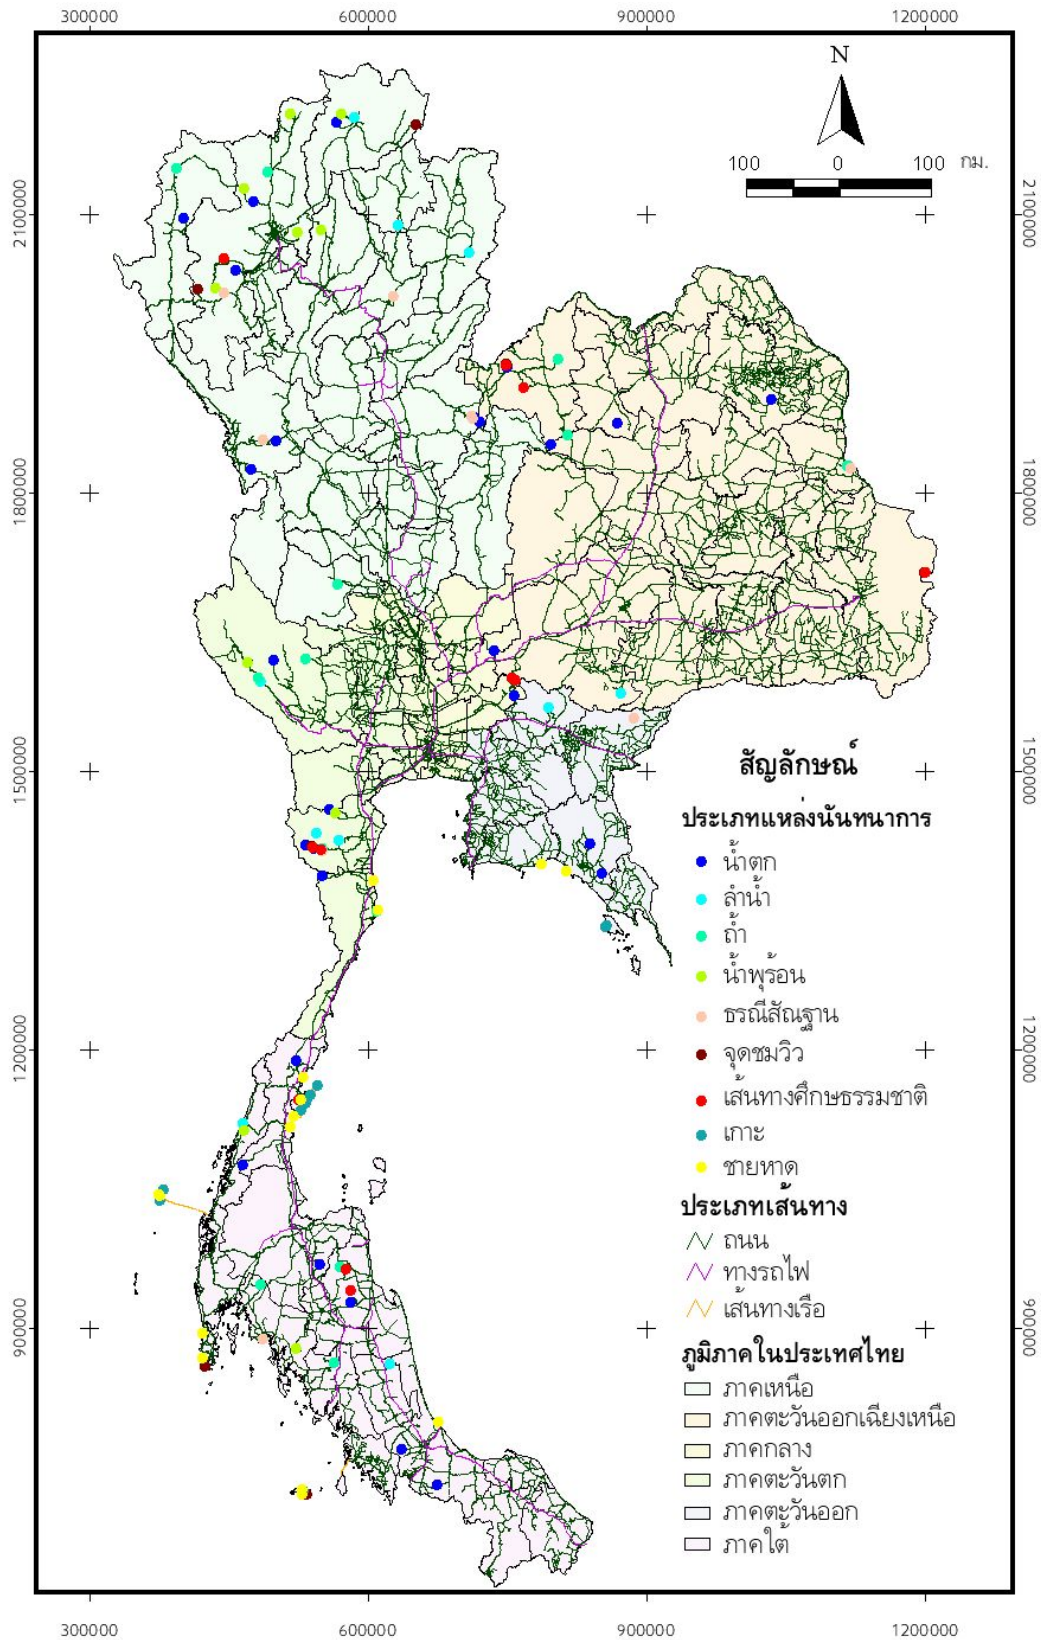 300000 600000 900000 1200000
N
100 0 100 กม.
2100000 2100000
1800000 1800000
1500000 1500000
สัญลักษณ์
ประเภทแหล่งนันทนาการ
น้ำตก
ลำน้ำ
ถ้ำ
น้ำพุร้อน
ธรณีสัณฐาน
1200000 1200000
จุดชมวิว
เส้นทางศึกษธรรมชาติ
เกาะ
ชายหาด
ประเภทเส้นทาง
ถนน
ทางรถไฟ
เส้นทางเรือ
900000 9000000
ภูมิภาคในประเทศไทย
ภาคเหนือ
ภาคตะวันออกเฉียงเหนือ
ภาคกลาง
ภาคตะวันตก
ภาคตะวันออก
ภาคใต้
300000 600000 900000 1200000